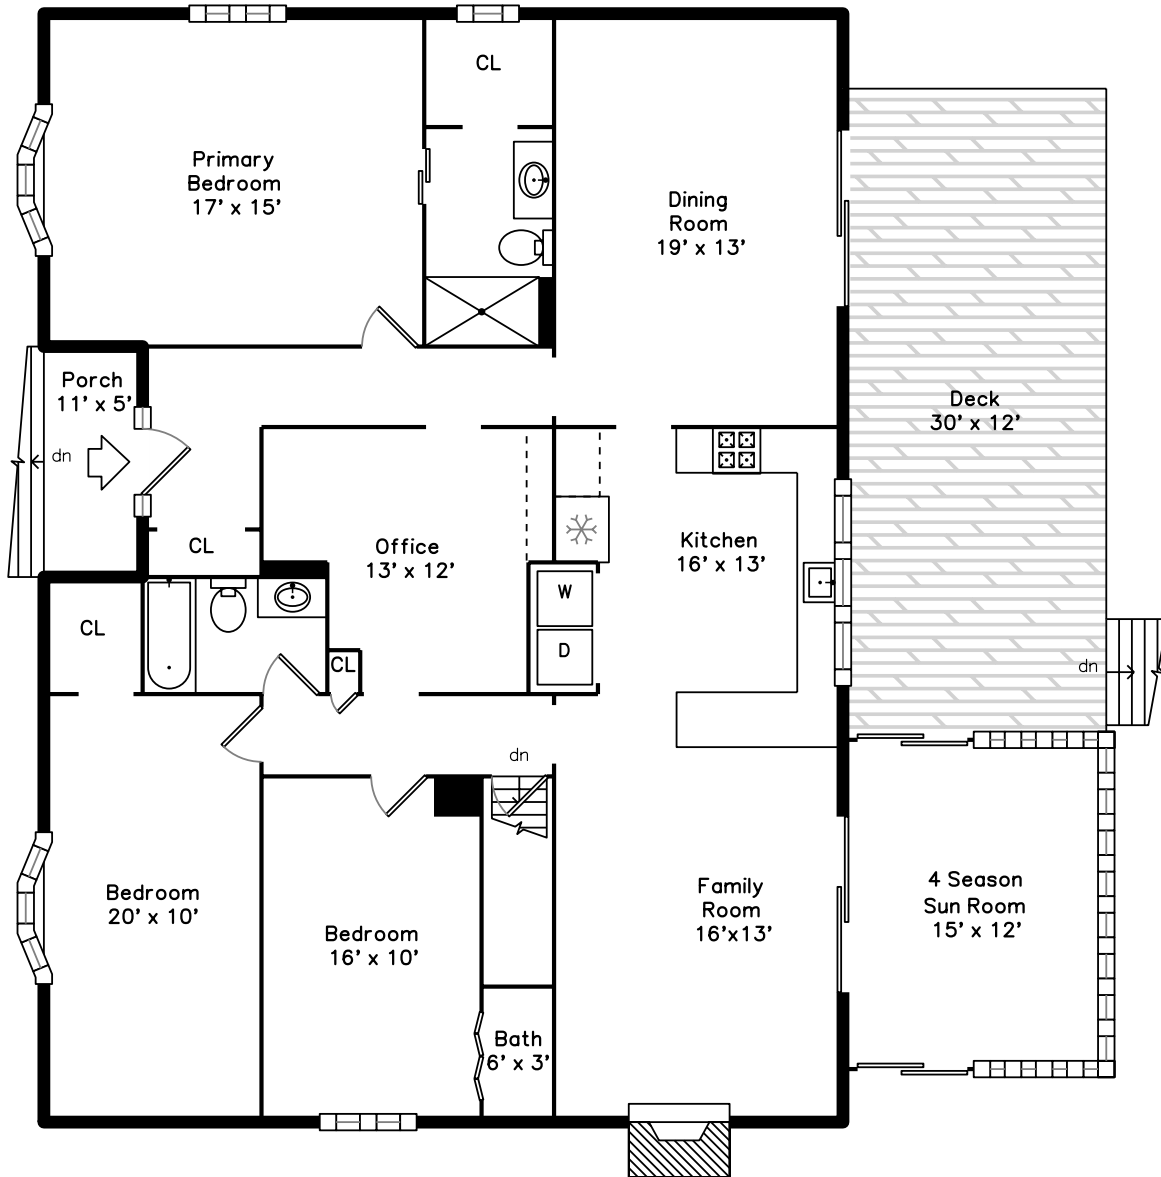 CL
Primary
Bedroom
17' x 15'
Dining
Room
19' x 13'
Porch
11' x 5'
dn
Deck
30' x 12'
CL
Office
13' x 12'
Kitchen
16' x 13'
W
D
CL
CL
dn
dn
Bedroom
20' x 10'
Bedroom
16' x 10'
Family
Room
16'x13'
4 Season
Sun Room
15' x 12'
Bath
6' x 3'